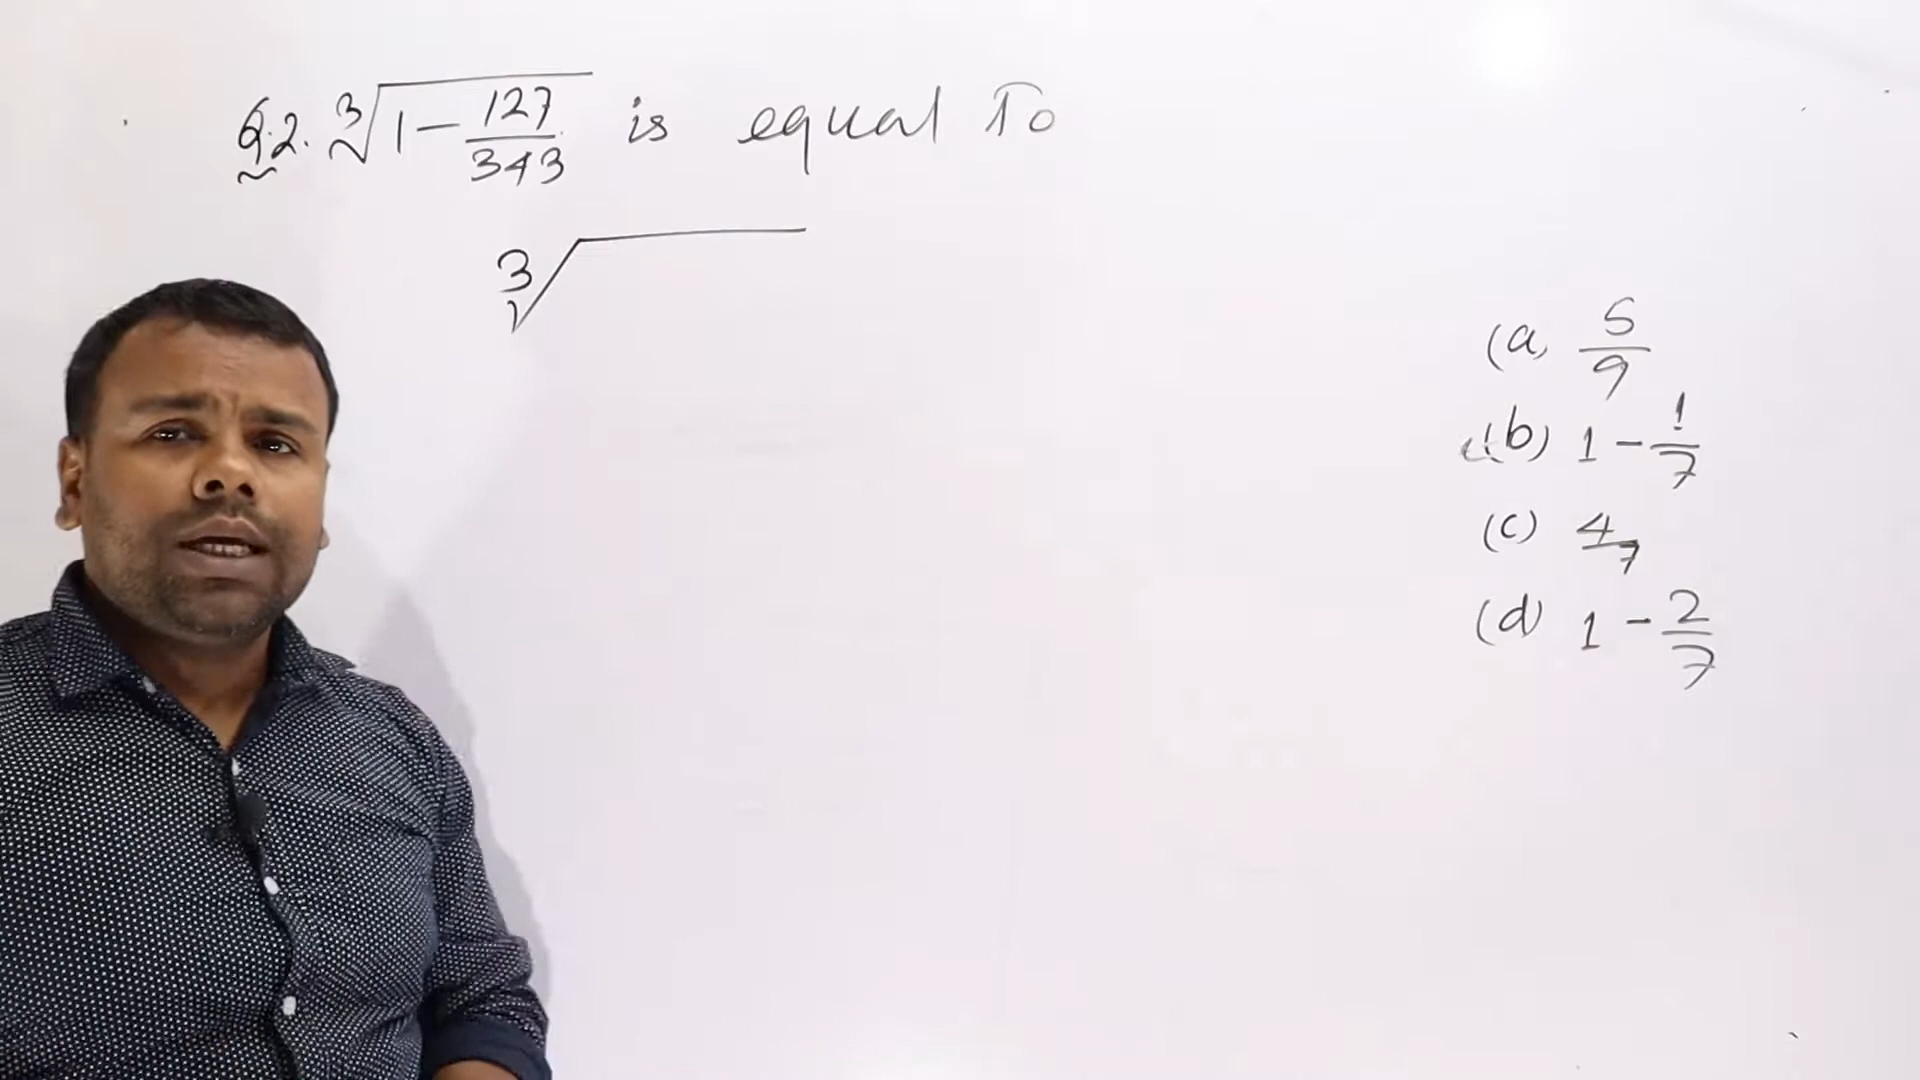 Q.2. ∛(1 - 127/343) is equal To
∛
(a) 5/9
(b) 1 - 1/7
(c) 4/7
(d) 1 - 2/7